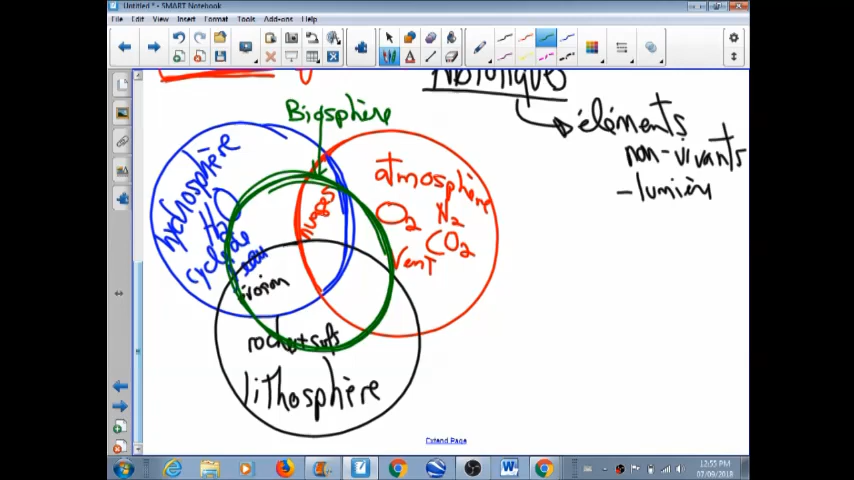 Untitled * - SMART Notebook
File Edit View Insert Format Tools Add-ons Help
Abiotiques
Biosphère
éléments
non-vivants
-lumière
hydrosphère
H2O
cycle de
l'eau
érosion
nuages
atmosphère
O2 N2
CO2
vent
roches+sols
lithosphère
Extend Page
12:55 PM
07/09/2018